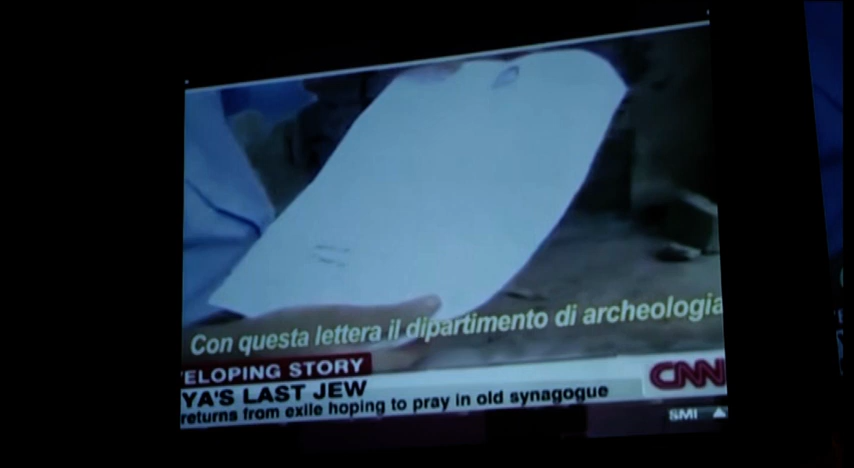 Con questa lettera il dipartimento di archeologia
'ELOPING STORY
YA'S LAST JEW
returns from exile hoping to pray in old synagogue
CNN
SMI ▲